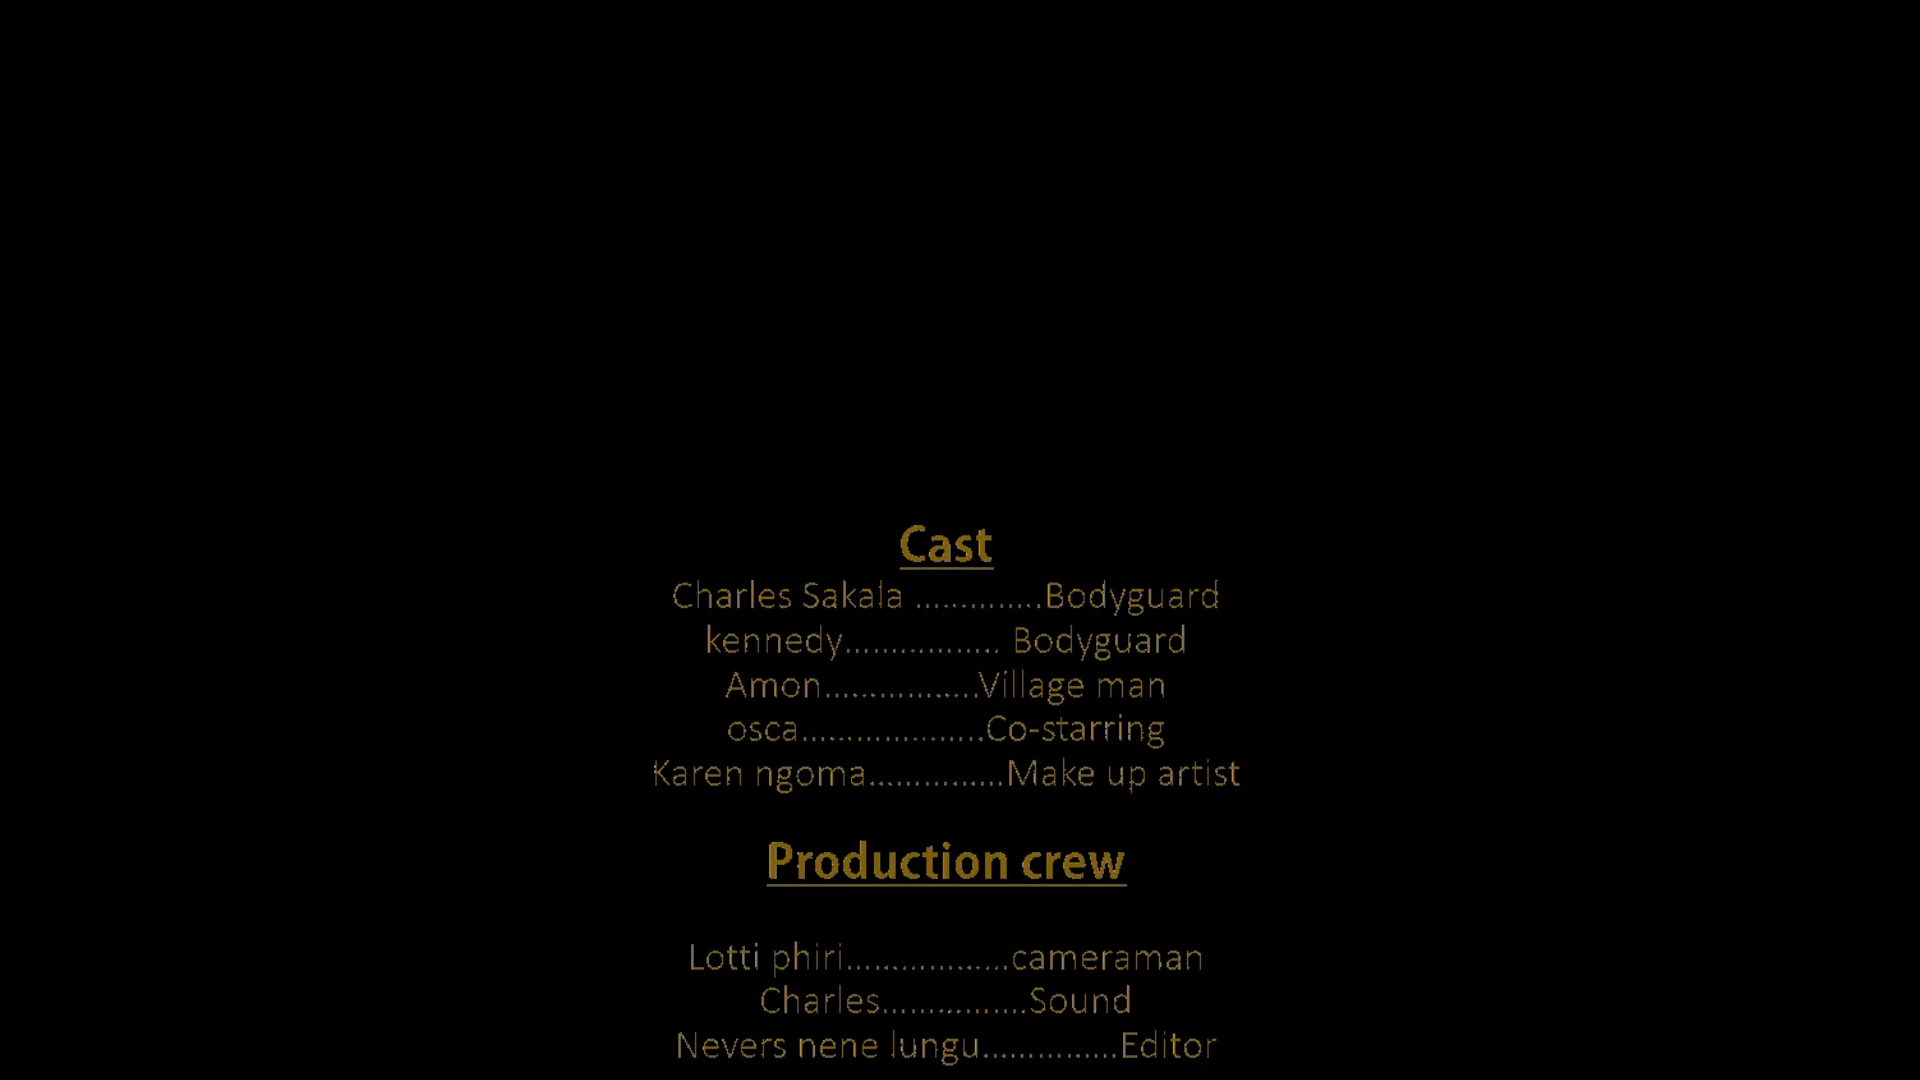 Cast
Charles Sakala ..............Bodyguard
kennedy................. Bodyguard
Amon.................Village man
osca....................Co-starring
Karen ngoma...............Make up artist
Production crew
Lotti phiri..................cameraman
Charles................Sound
Nevers nene lungu...............Editor